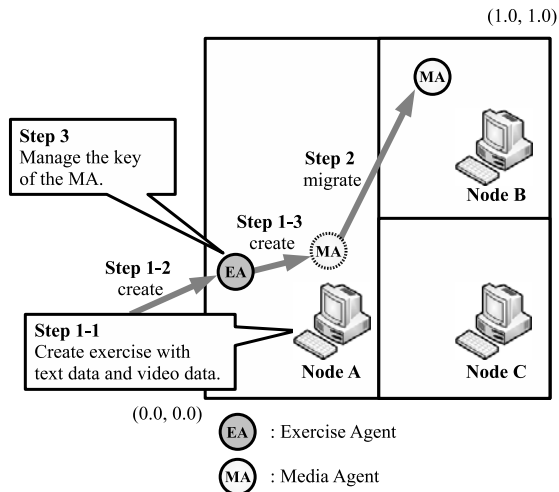 (1.0, 1.0)
MA
Step 3
Manage the key
of the MA.
Step 2
migrate
Node B
Step 1-3
create
MA
Step 1-2
create
EA
Step 1-1
Create exercise with
text data and video data.
Node A
Node C
(0.0, 0.0)
EA : Exercise Agent
MA : Media Agent